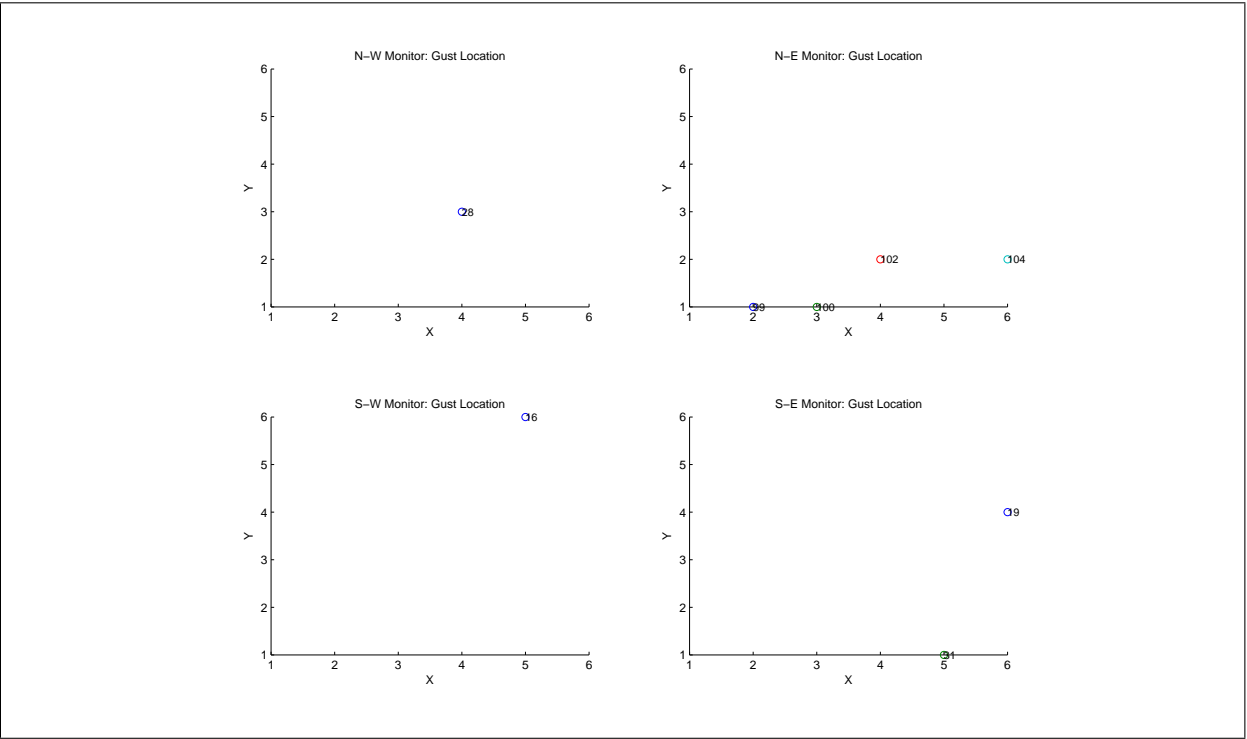 N−W Monitor: Gust Location
6
5
4
3
2
1
Y
28
1 2 3 4 5 6
X
N−E Monitor: Gust Location
6
5
4
3
2
1
Y
102
104
99
100
1 2 3 4 5 6
X
S−W Monitor: Gust Location
6
5
4
3
2
1
Y
16
1 2 3 4 5 6
X
S−E Monitor: Gust Location
6
5
4
3
2
1
Y
19
1 2 3 4 5 6
X